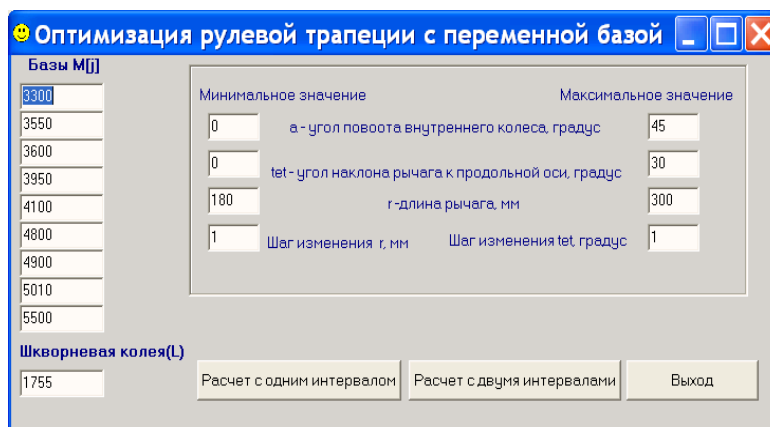 Оптимизация рулевой трапеции с переменной базой
Базы M[j]
3300
3550
3600
3950
4100
4800
4900
5010
5500
Шкворневая колея(L)
1755
Минимальное значение Максимальное значение
0 a - угол повоота внутреннего колеса, градус 45
0 tet - угол наклона рычага к продольной оси, градус 30
180 r -длина рычага, мм 300
1 Шаг изменения r, мм Шаг изменения tet, градус 1
Расчет с одним интервалом Расчет с двумя интервалами Выход